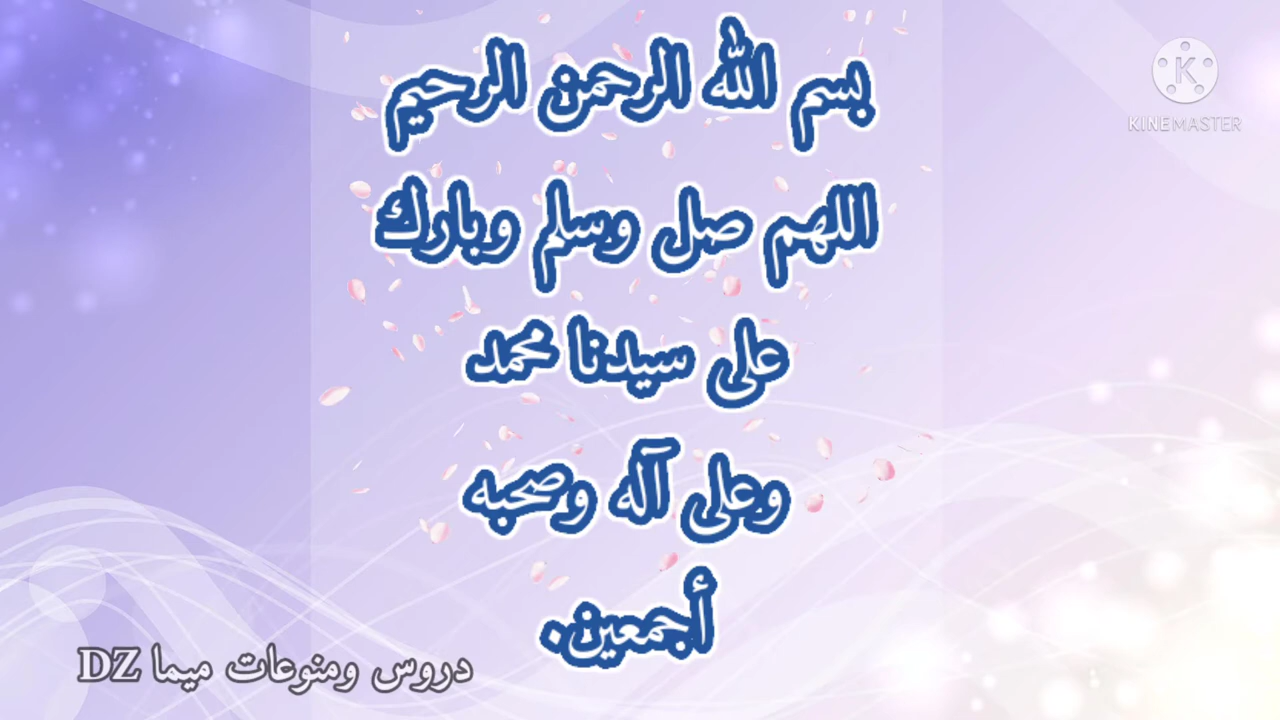 بسم الله الرحمن الرحيم
اللهم صل وسلم وبارك
على سيدنا محمد
وعلى آله وصحبه
أجمعين.
دروس ومنوعات ميما DZ
K
KINEMASTER